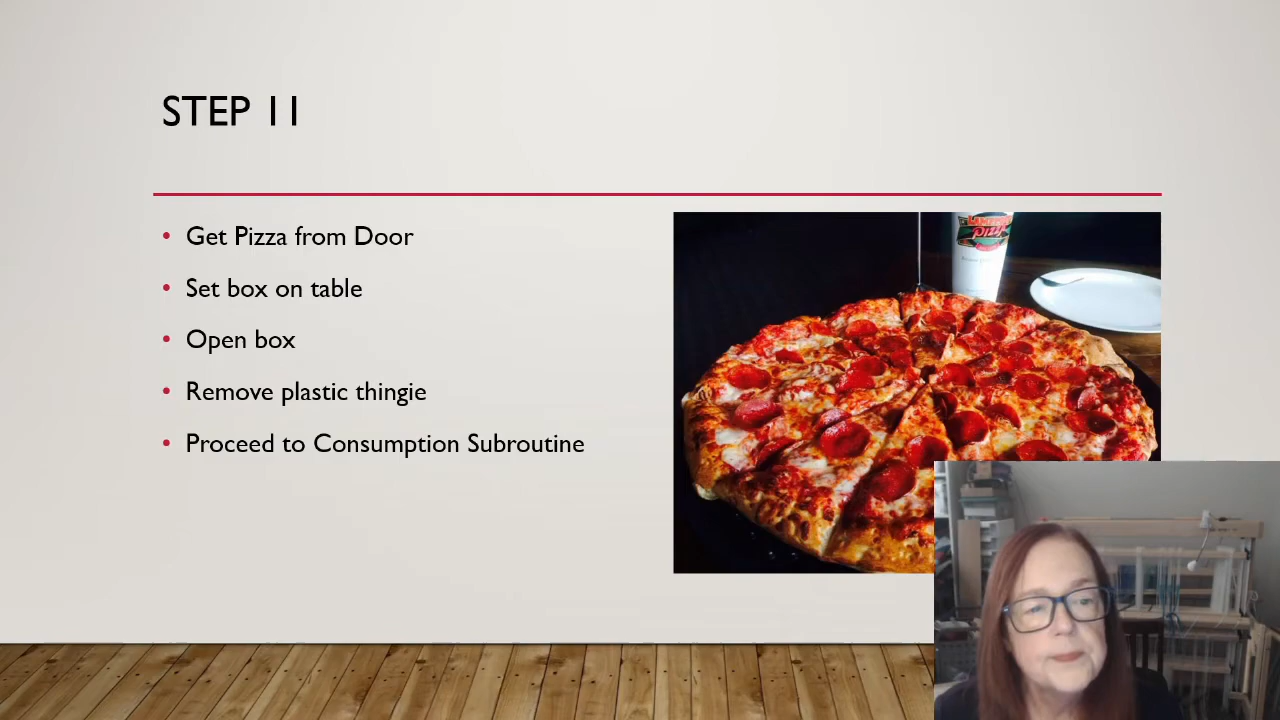 STEP 11
Get Pizza from Door
Set box on table
Open box
Remove plastic thingie
Proceed to Consumption Subroutine
Pizza